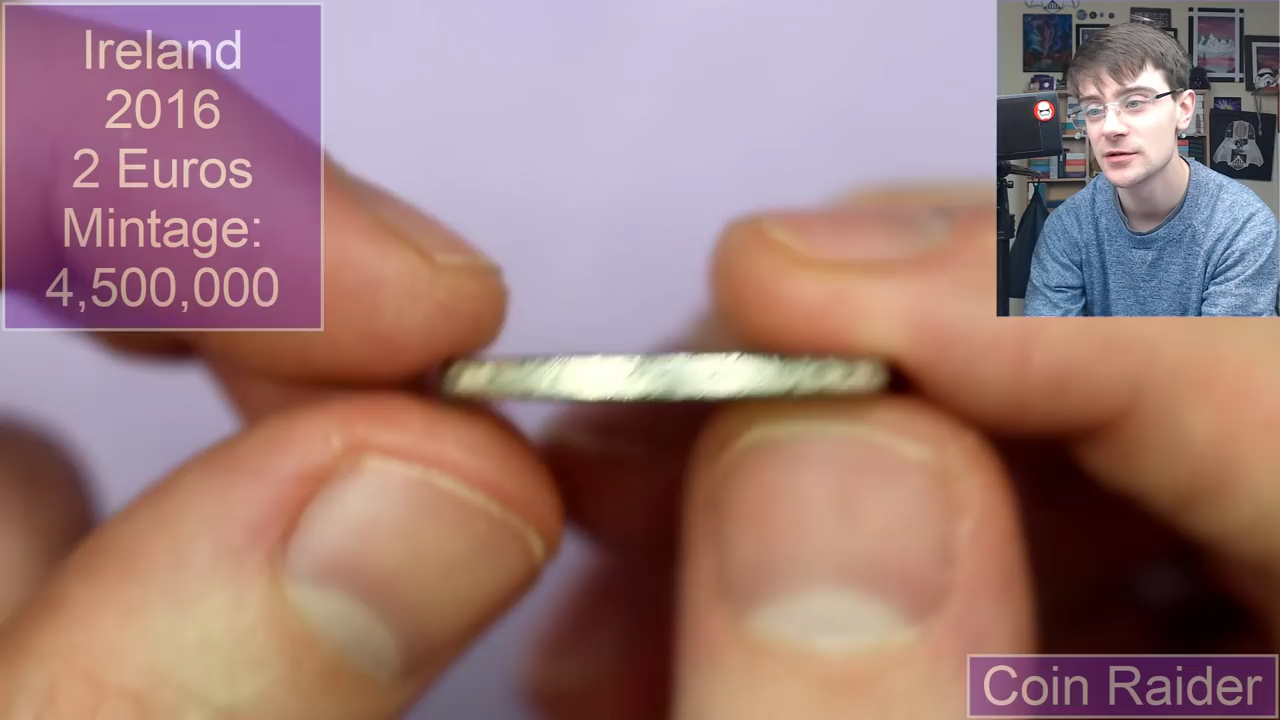 Ireland
2016
2 Euros
Mintage:
4,500,000
Coin Raider